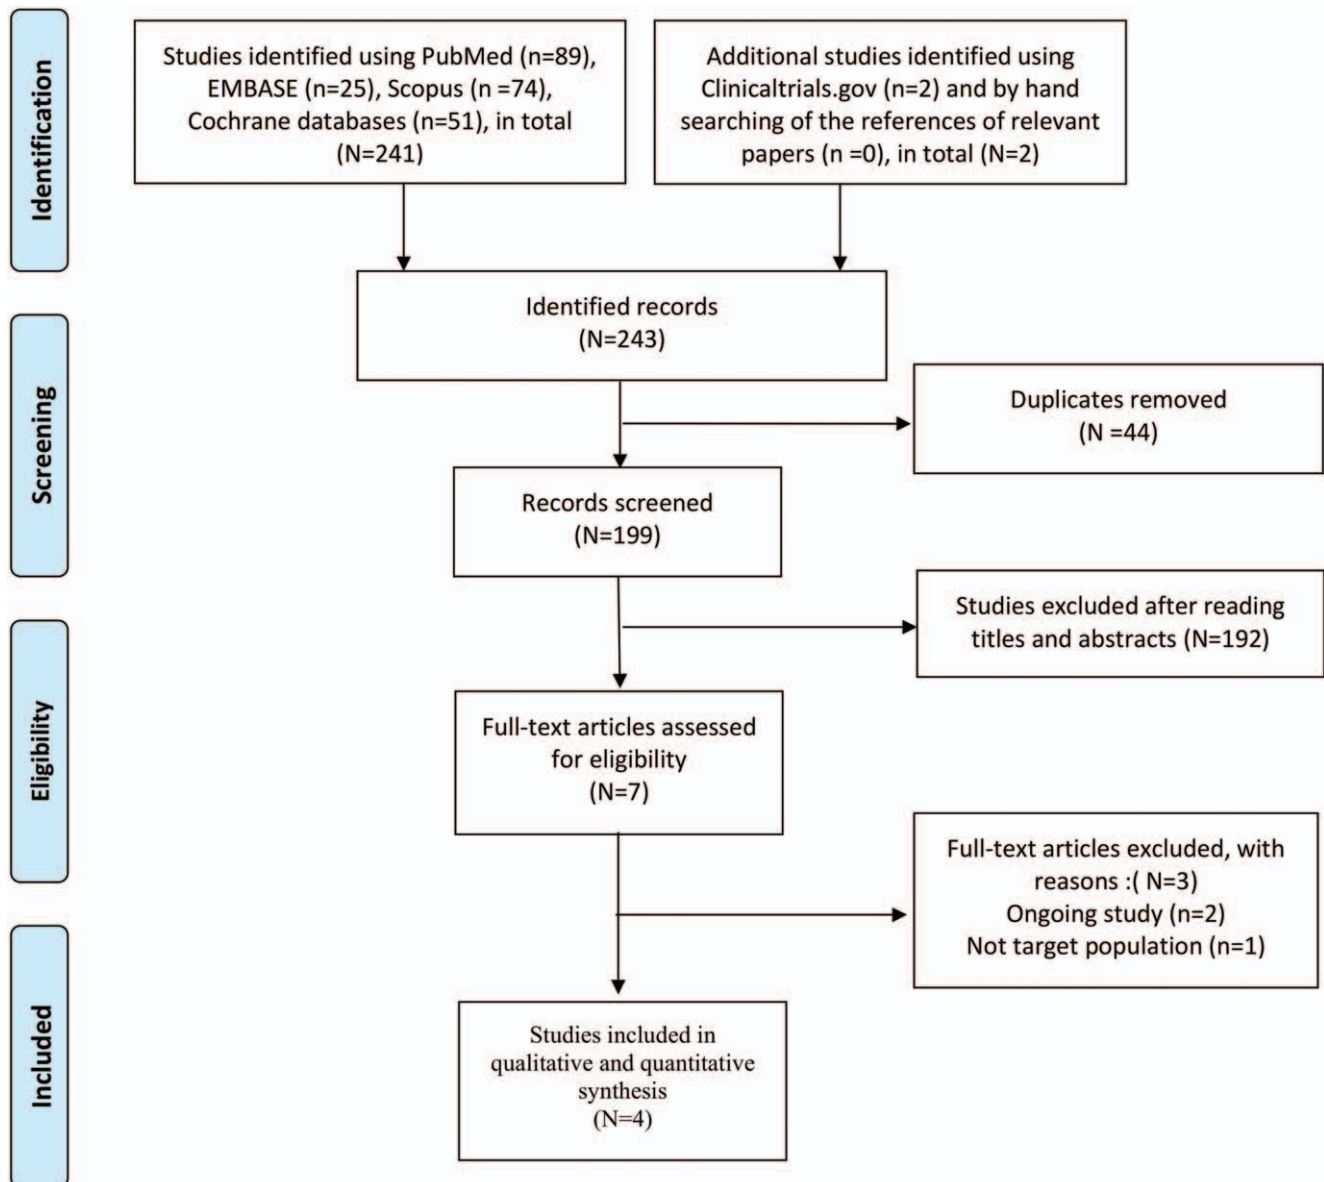 Identification
Studies identified using PubMed (n=89),
EMBASE (n=25), Scopus (n =74),
Cochrane databases (n=51), in total
(N=241)
Additional studies identified using
Clinicaltrials.gov (n=2) and by hand
searching of the references of relevant
papers (n =0), in total (N=2)
Identified records
(N=243)
Screening
Duplicates removed
(N =44)
Records screened
(N=199)
Studies excluded after reading
titles and abstracts (N=192)
Eligibility
Full-text articles assessed
for eligibility
(N=7)
Full-text articles excluded, with
reasons :( N=3)
Ongoing study (n=2)
Not target population (n=1)
Included
Studies included in
qualitative and quantitative
synthesis
(N=4)